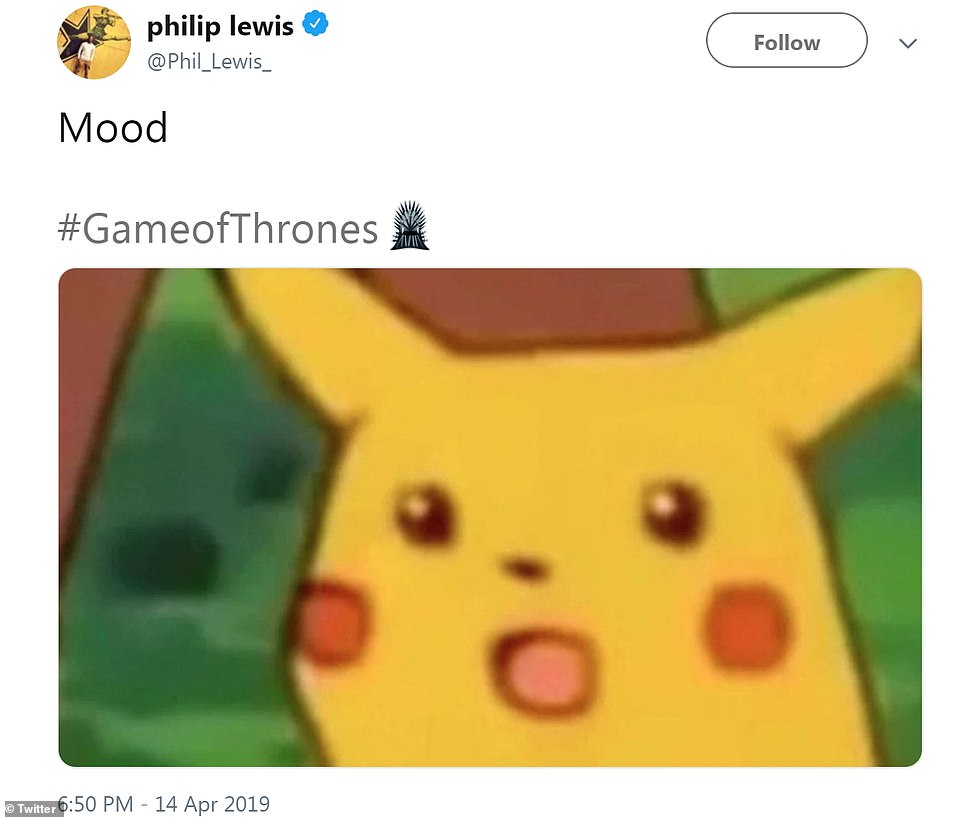 philip lewis
@Phil_Lewis_
Follow
Mood
#GameofThrones
6:50 PM - 14 Apr 2019
© Twitter